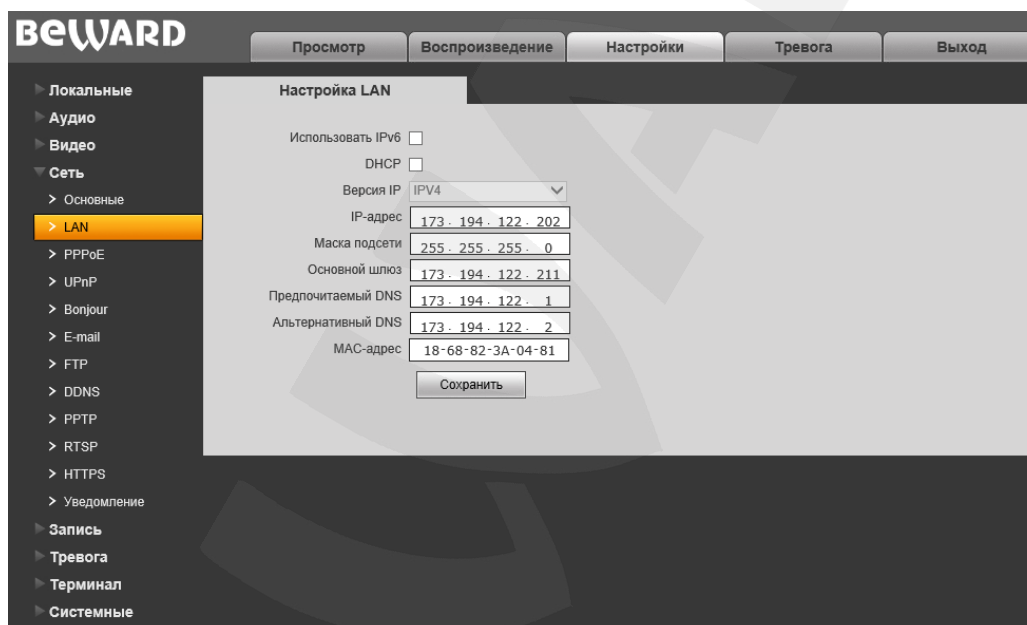 BEWARD
Просмотр
Воспроизведение
Настройки
Тревога
Выход
Локальные
Аудио
Видео
Сеть
> Основные
> LAN
> PPPoE
> UPnP
> Bonjour
> E-mail
> FTP
> DDNS
> PPTP
> RTSP
> HTTPS
> Уведомление
Запись
Тревога
Терминал
Системные
Настройка LAN
Использовать IPv6
DHCP
Версия IP IPV4
IP-адрес 173 . 194 . 122 . 202
Маска подсети 255 . 255 . 255 . 0
Основной шлюз 173 . 194 . 122 . 211
Предпочитаемый DNS 173 . 194 . 122 . 1
Альтернативный DNS 173 . 194 . 122 . 2
MAC-адрес 18-68-82-3A-04-81
Сохранить